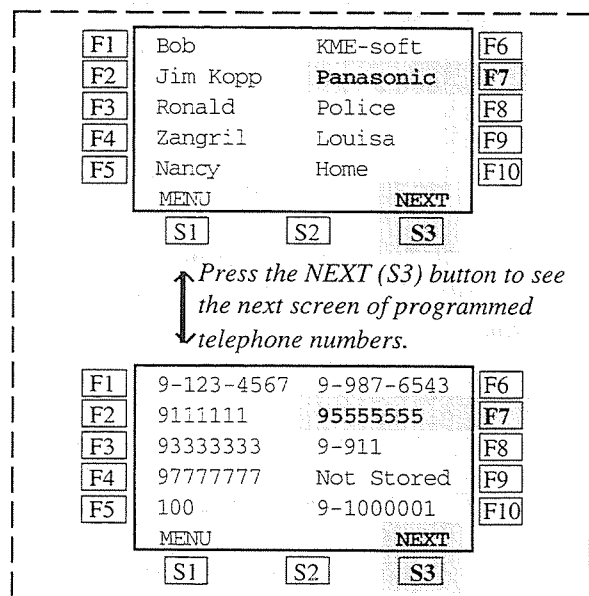 F1 Bob KME-soft F6
F2 Jim Kopp Panasonic F7
F3 Ronald Police F8
F4 Zangril Louisa F9
F5 Nancy Home F10
MENU NEXT
S1 S2 S3
Press the NEXT (S3) button to see
the next screen of programmed
telephone numbers.
F1 9-123-4567 9-987-6543 F6
F2 9111111 95555555 F7
F3 93333333 9-911 F8
F4 97777777 Not Stored F9
F5 100 9-1000001 F10
MENU NEXT
S1 S2 S3